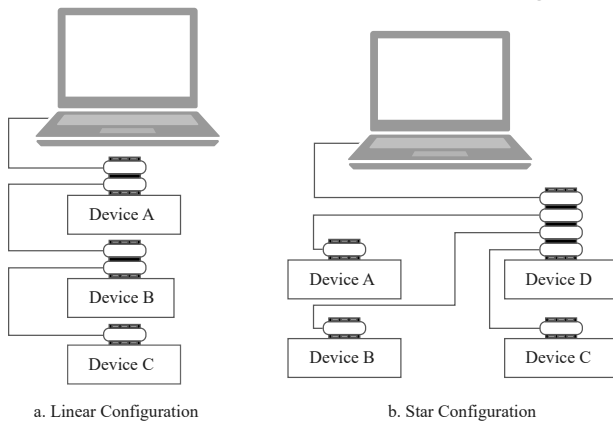 Device A
Device B
Device C
a. Linear Configuration
Device A
Device D
Device B
Device C
b. Star Configuration